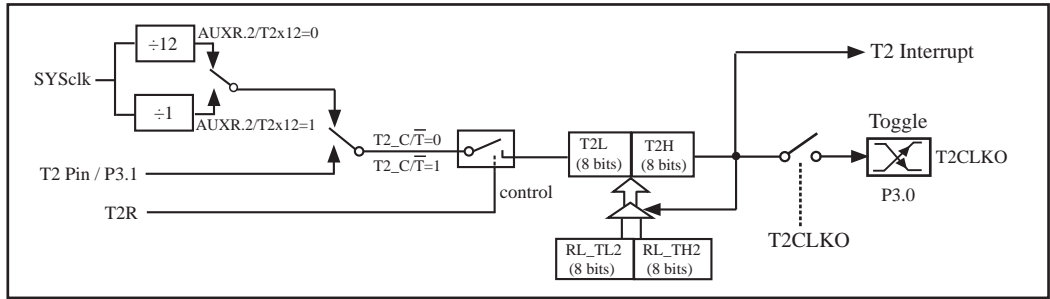 ÷12
AUXR.2/T2x12=0
SYSclk
÷1
AUXR.2/T2x12=1
T2 Interrupt
Toggle
T2_C/T̅=0
T2_C/T̅=1
T2L
(8 bits)
T2H
(8 bits)
T2CLKO
T2 Pin / P3.1
control
P3.0
T2R
T2CLKO
RL_TL2
(8 bits)
RL_TH2
(8 bits)